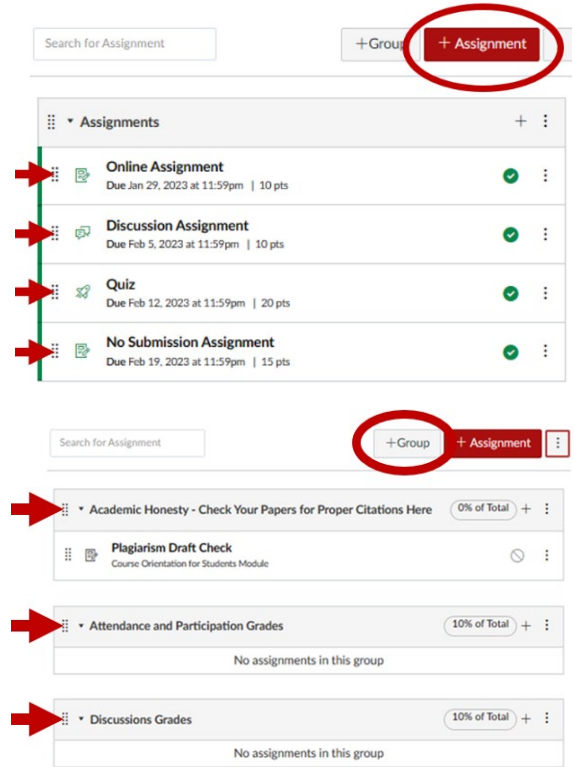 Search for Assignment +Group + Assignment
Assignments +
Online Assignment
Due Jan 29, 2023 at 11:59pm | 10 pts
Discussion Assignment
Due Feb 5, 2023 at 11:59pm | 10 pts
Quiz
Due Feb 12, 2023 at 11:59pm | 20 pts
No Submission Assignment
Due Feb 19, 2023 at 11:59pm | 15 pts
Search for Assignment +Group + Assignment
Academic Honesty - Check Your Papers for Proper Citations Here 0% of Total +
Plagiarism Draft Check
Course Orientation for Students Module
Attendance and Participation Grades 10% of Total +
No assignments in this group
Discussions Grades 10% of Total +
No assignments in this group